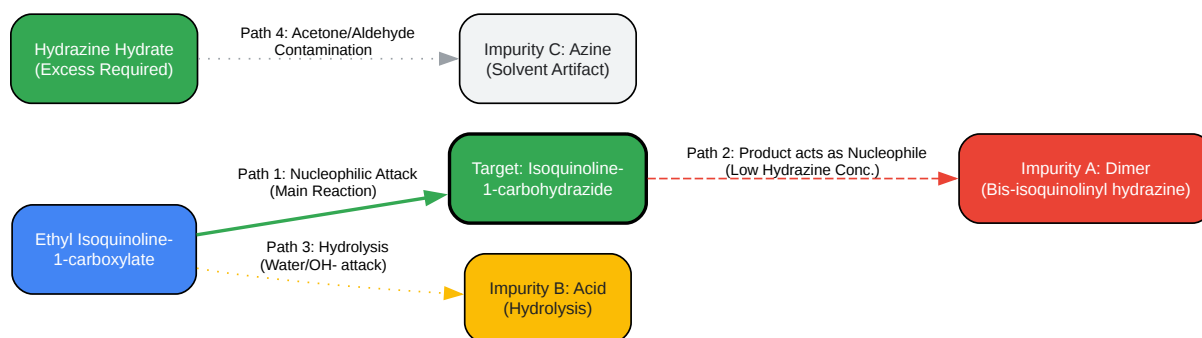 Hydrazine Hydrate
(Excess Required)
Path 4: Acetone/Aldehyde
Contamination
Impurity C: Azine
(Solvent Artifact)
Ethyl Isoquinoline-
1-carboxylate
Path 1: Nucleophilic Attack
(Main Reaction)
Target: Isoquinoline-
1-carbohydrazide
Path 2: Product acts as Nucleophile
(Low Hydrazine Conc.)
Impurity A: Dimer
(Bis-isoquinolinyl hydrazine)
Path 3: Hydrolysis
(Water/OH- attack)
Impurity B: Acid
(Hydrolysis)